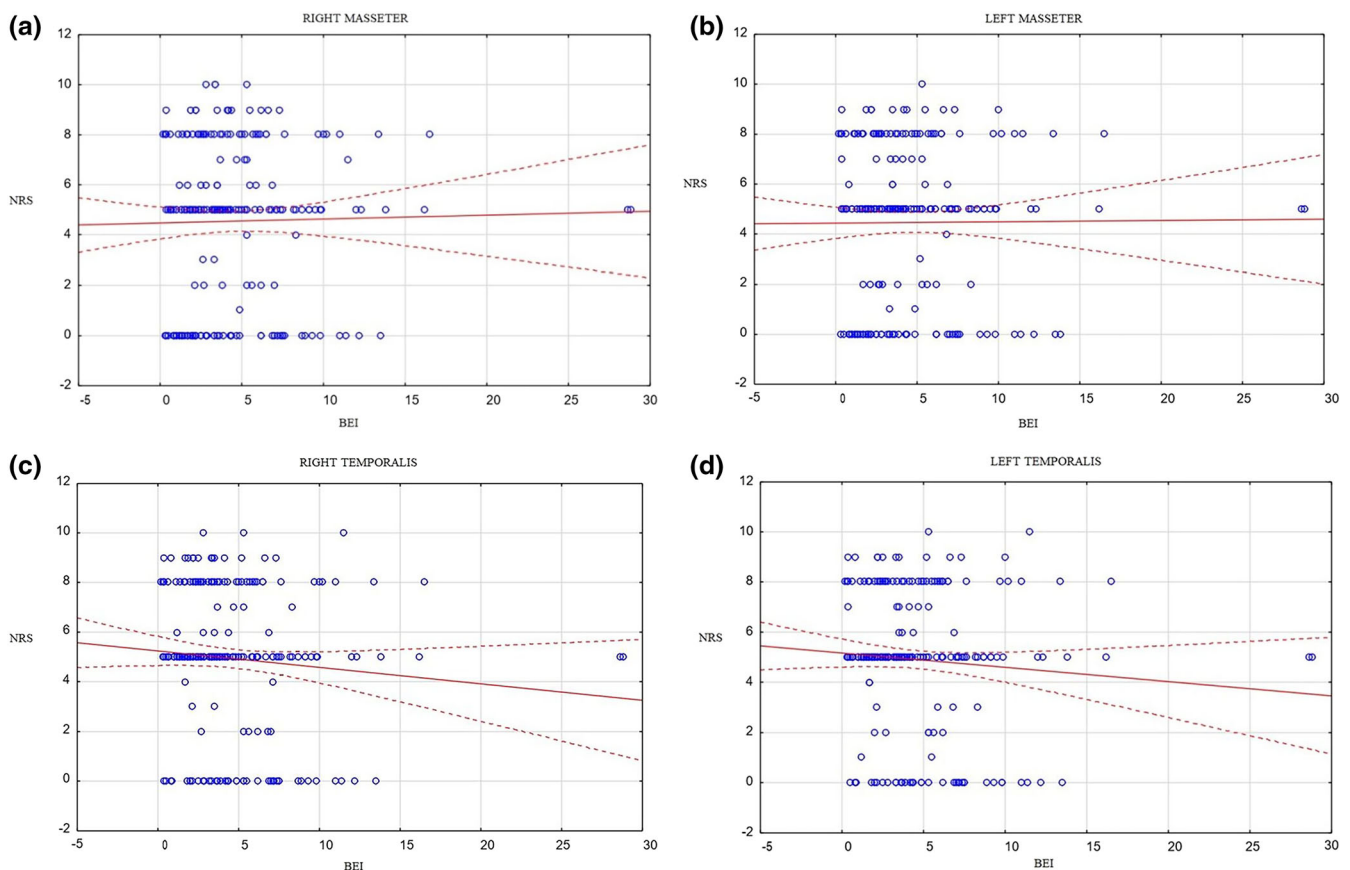 (a)
RIGHT MASSETER
12
10
8
6
4
2
0
-2
NRS
-5 0 5 10 15 20 25 30
BEI
(b)
LEFT MASSETER
12
10
8
6
4
2
0
-2
NRS
-5 0 5 10 15 20 25 30
BEI
(c)
RIGHT TEMPORALIS
12
10
8
6
4
2
0
-2
NRS
-5 0 5 10 15 20 25 30
BEI
(d)
LEFT TEMPORALIS
12
10
8
6
4
2
0
-2
NRS
-5 0 5 10 15 20 25 30
BEI